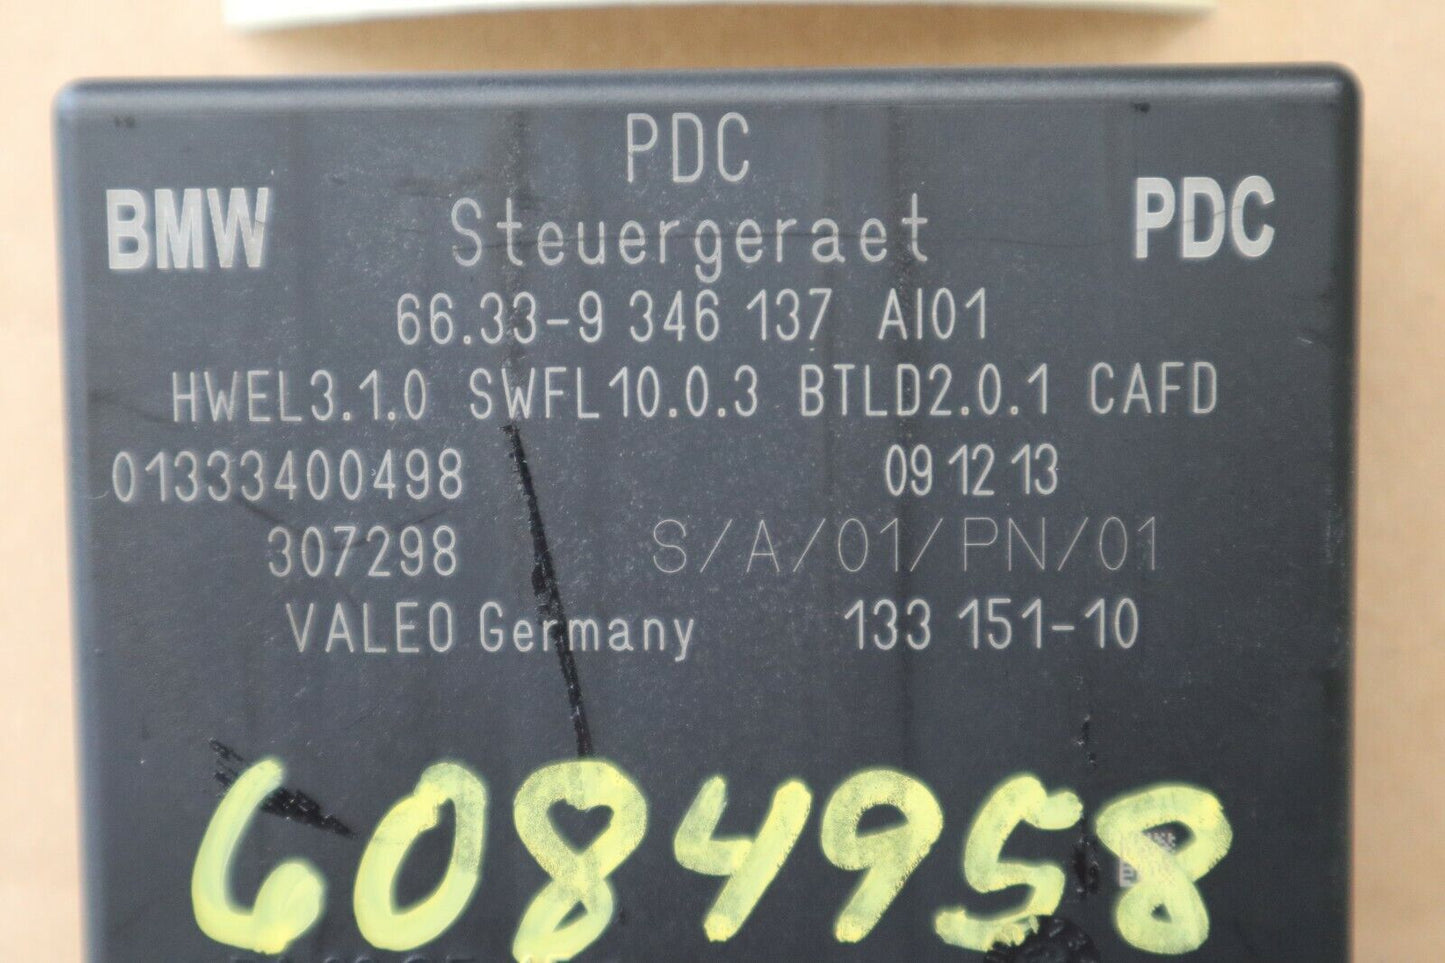 PDC
BMW Steuergeraet PDC
66.33-9 346 137 AI01
HWEL3.1.0 SWFL10.0.3 BTLD2.0.1 CAFD
01333400498 09 12 13
307298 S/A/01/PN/01
VALEO Germany 133 151-10
6084958